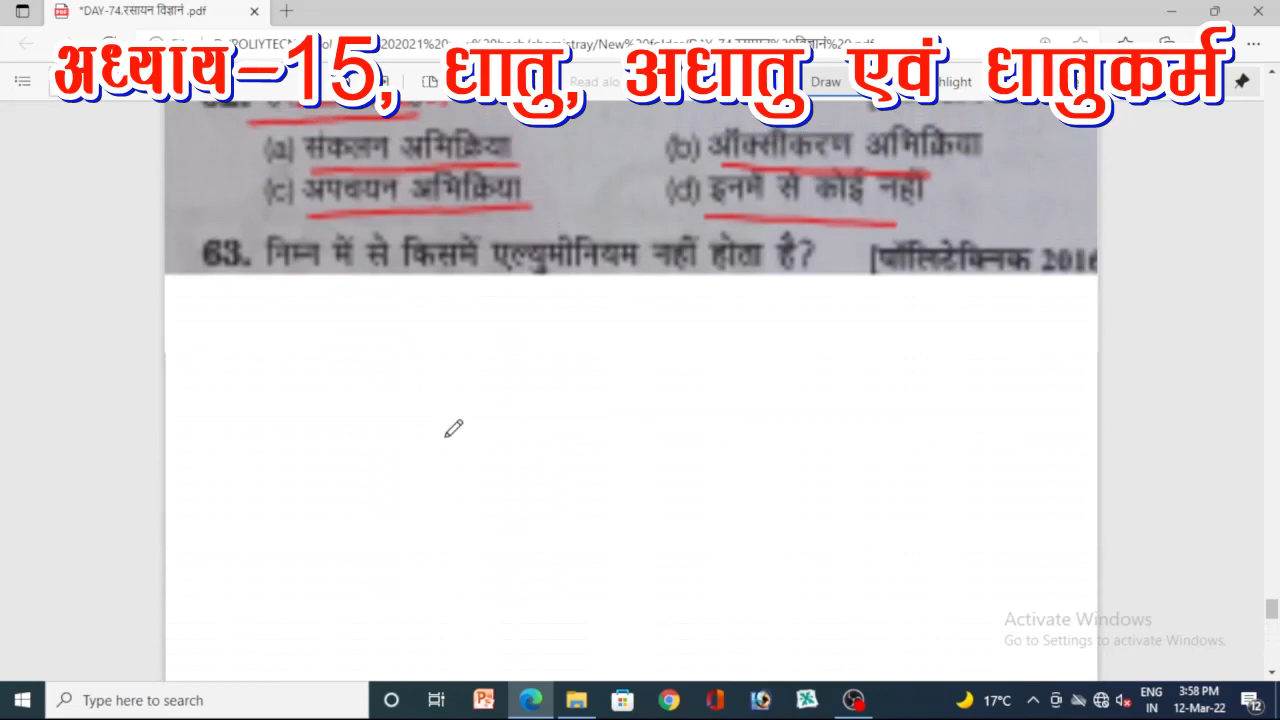 *DAY-74.रसायन विज्ञानं .pdf
अध्याय-15, धातु, अधातु एवं धातुकर्म
Draw
(a) संकलन अभिक्रिया (b) ऑक्सीकरण अभिक्रिया
(c) अपचयन अभिक्रिया (d) इनमें से कोई नहीं
63. निम्न में से किसमें एल्युमीनियम नहीं होता है? [पॉलिटेक्निक 2016
Activate Windows
Go to Settings to activate Windows.
Type here to search
17°C
ENG
IN
3:58 PM
12-Mar-22
12